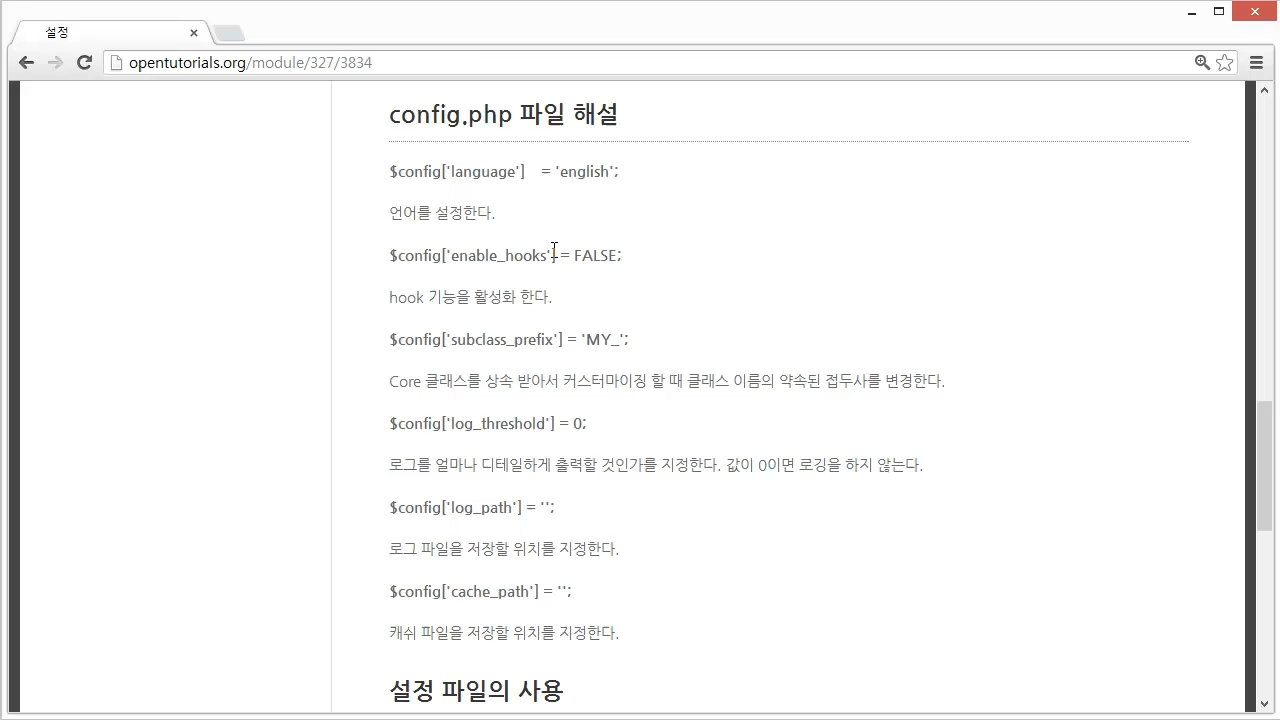 설정
opentutorials.org/module/327/3834
config.php 파일 해설
$config['language'] = 'english';
언어를 설정한다.
$config['enable_hooks'] = FALSE;
hook 기능을 활성화 한다.
$config['subclass_prefix'] = 'MY_';
Core 클래스를 상속 받아서 커스터마이징 할 때 클래스 이름의 약속된 접두사를 변경한다.
$config['log_threshold'] = 0;
로그를 얼마나 디테일하게 출력할 것인가를 지정한다. 값이 0이면 로깅을 하지 않는다.
$config['log_path'] = '';
로그 파일을 저장할 위치를 지정한다.
$config['cache_path'] = '';
캐쉬 파일을 저장할 위치를 지정한다.
설정 파일의 사용